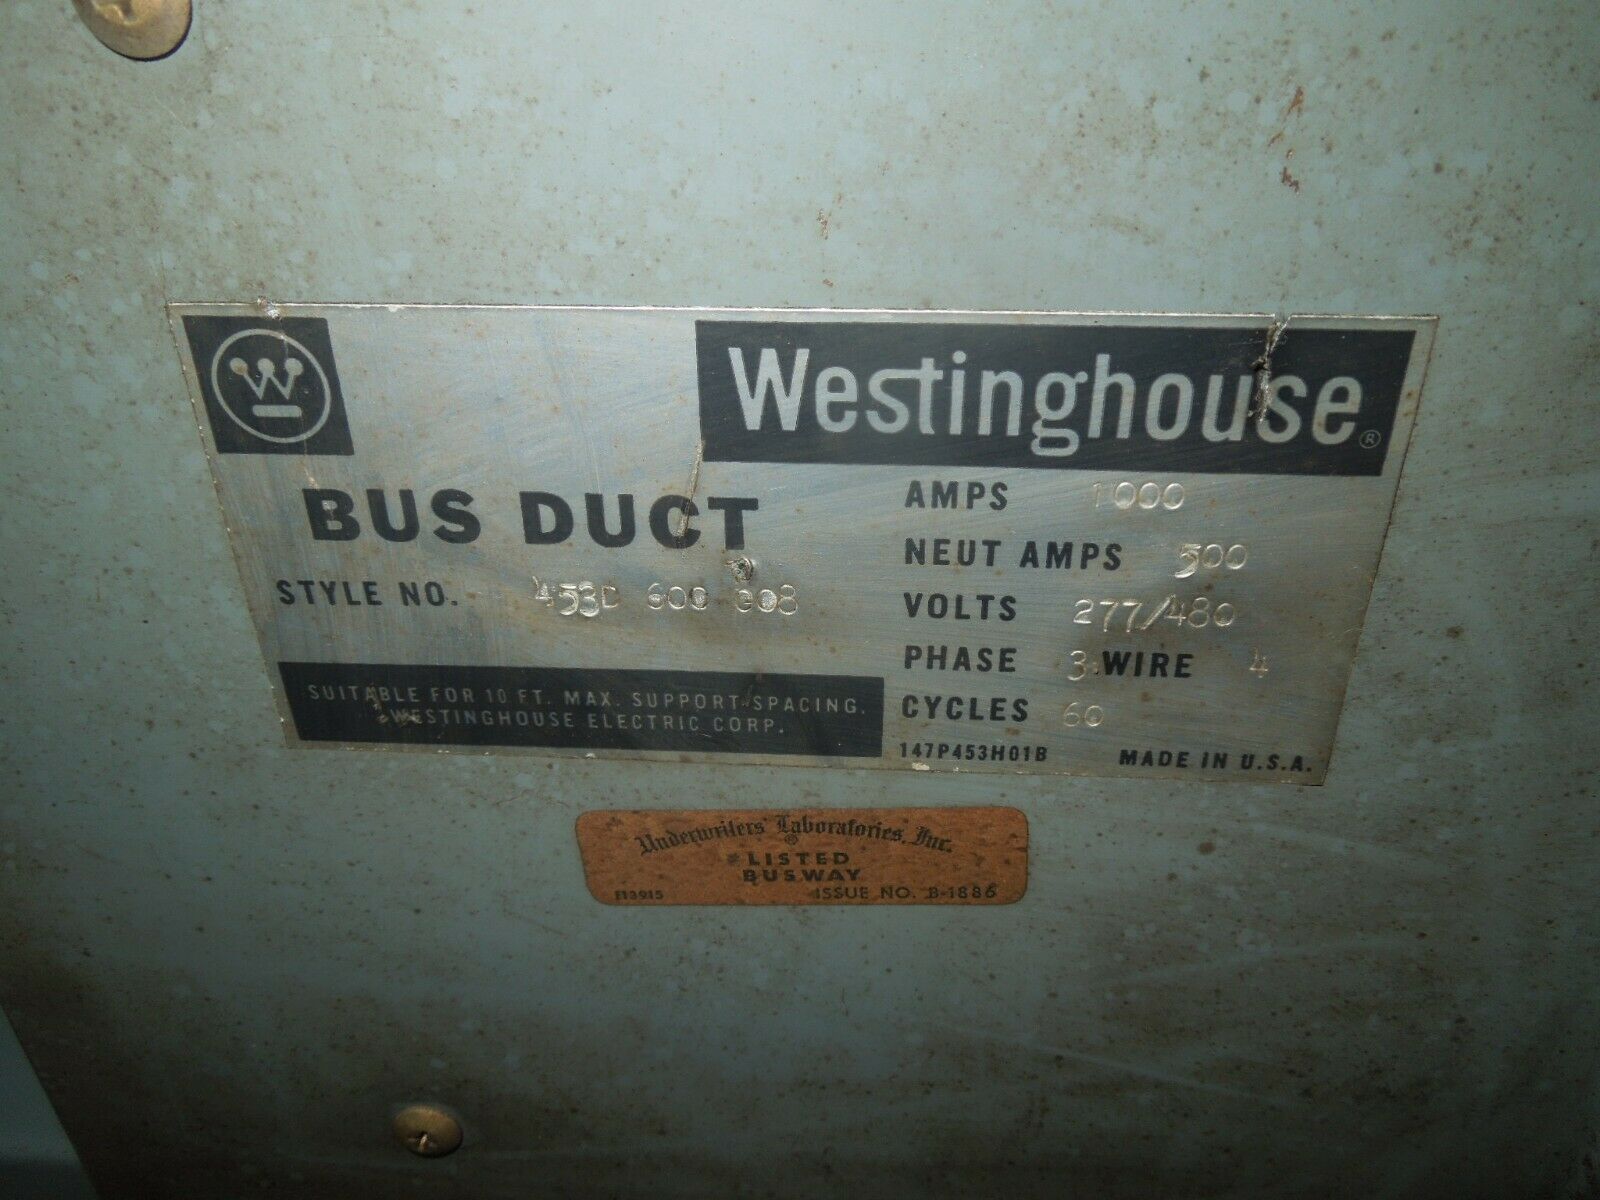 W
Westinghouse®
BUS DUCT
STYLE NO. 453D 600 G08
SUITABLE FOR 10 FT. MAX. SUPPORT SPACING.
WESTINGHOUSE ELECTRIC CORP.
AMPS 1000
NEUT AMPS 500
VOLTS 277/480
PHASE 3 WIRE 4
CYCLES 60
147P453H01B MADE IN U.S.A.
Underwriters' Laboratories, Inc.
®
LISTED
BUSWAY
E13915 ISSUE NO. B-1886